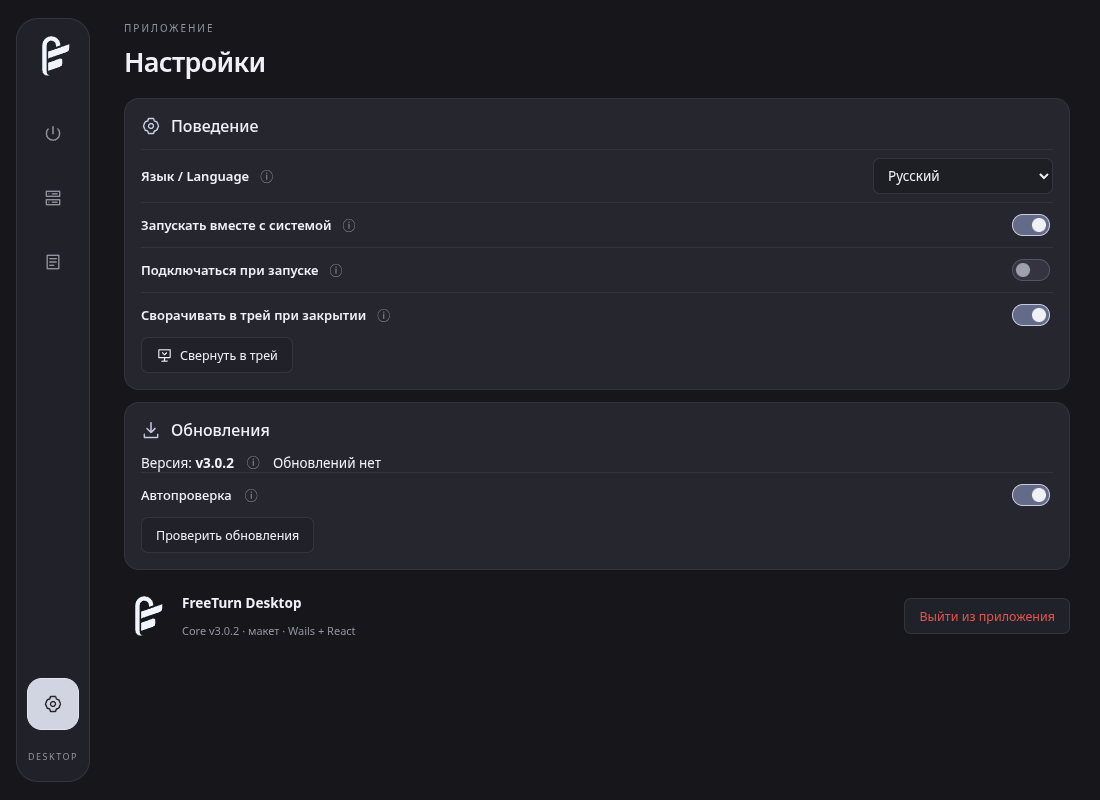 ПРИЛОЖЕНИЕ
Настройки
Поведение
Язык / Language
Русский
Запускать вместе с системой
Подключаться при запуске
Сворачивать в трей при закрытии
Свернуть в трей
Обновления
Версия: v3.0.2 Обновлений нет
Автопроверка
Проверить обновления
FreeTurn Desktop
Core v3.0.2 · макет · Wails + React
Выйти из приложения
DESKTOP